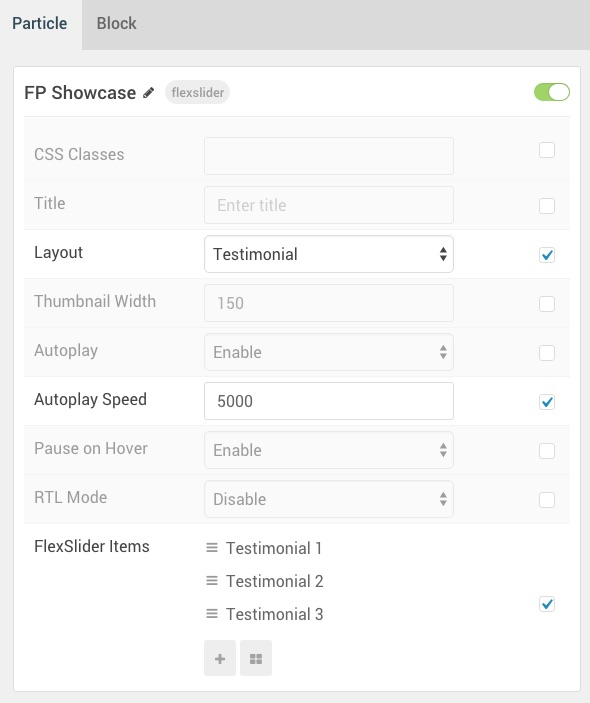 Particle Block
FP Showcase flexslider
CSS Classes
Title Enter title
Layout Testimonial
Thumbnail Width 150
Autoplay Enable
Autoplay Speed 5000
Pause on Hover Enable
RTL Mode Disable
FlexSlider Items Testimonial 1
Testimonial 2
Testimonial 3